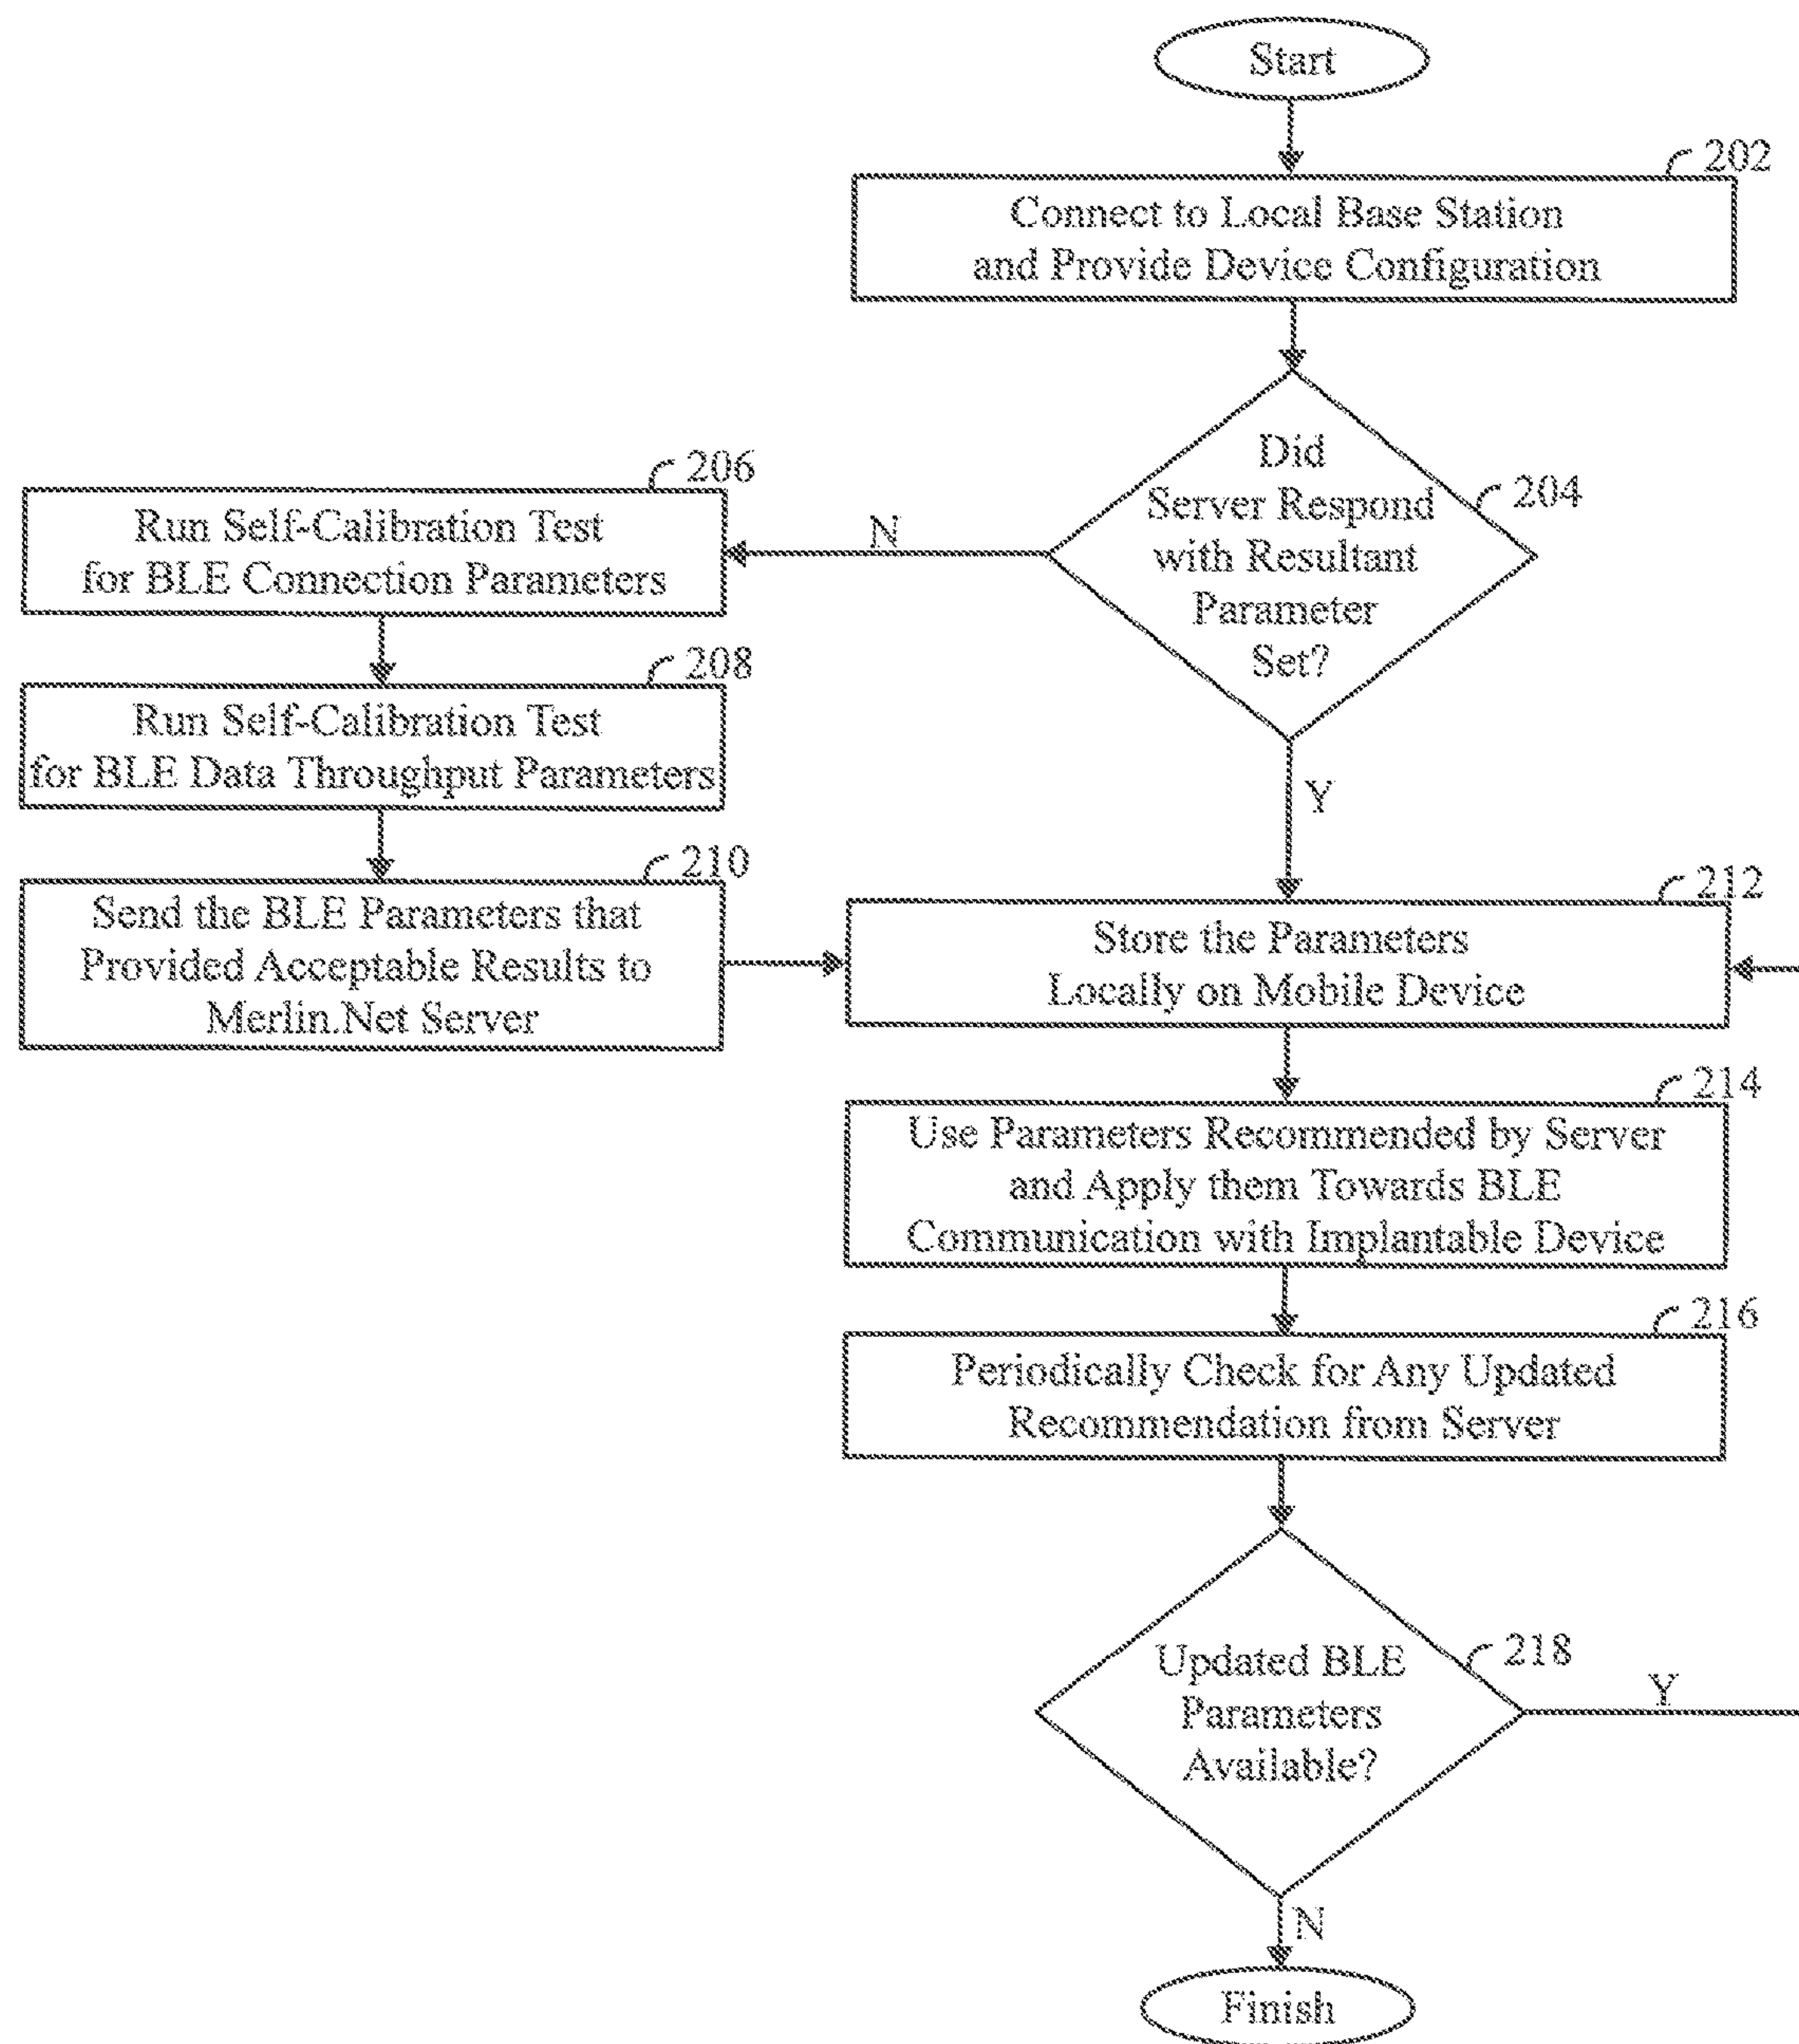 Start
202
Connect to Local Base Station
and Provide Device Configuration
Did
Server Respond
with Resultant
Parameter
Set?
204
N
Y
206
Run Self-Calibration Test
for BLE Connection Parameters
208
Run Self-Calibration Test
for BLE Data Throughput Parameters
210
Send the BLE Parameters that
Provided Acceptable Results to
Merlin.Net Server
212
Store the Parameters
Locally on Mobile Device
214
Use Parameters Recommended by Server
and Apply them Towards BLE
Communication with Implantable Device
216
Periodically Check for Any Updated
Recommendation from Server
218
Updated BLE
Parameters
Available?
Y
N
Finish